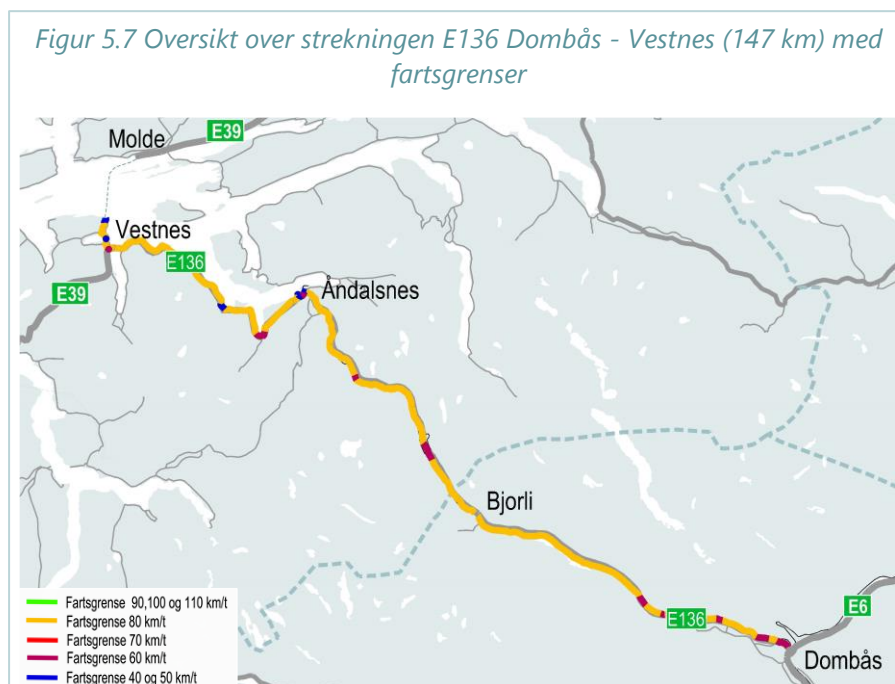 Figur 5.7 Oversikt over strekningen E136 Dombås - Vestnes (147 km) med
fartsgrenser
Molde
E39
Vestnes
E136
E39
Åndalsnes
Bjorli
E136
E6
Dombås
Fartsgrense 90,100 og 110 km/t
Fartsgrense 80 km/t
Fartsgrense 70 km/t
Fartsgrense 60 km/t
Fartsgrense 40 og 50 km/t